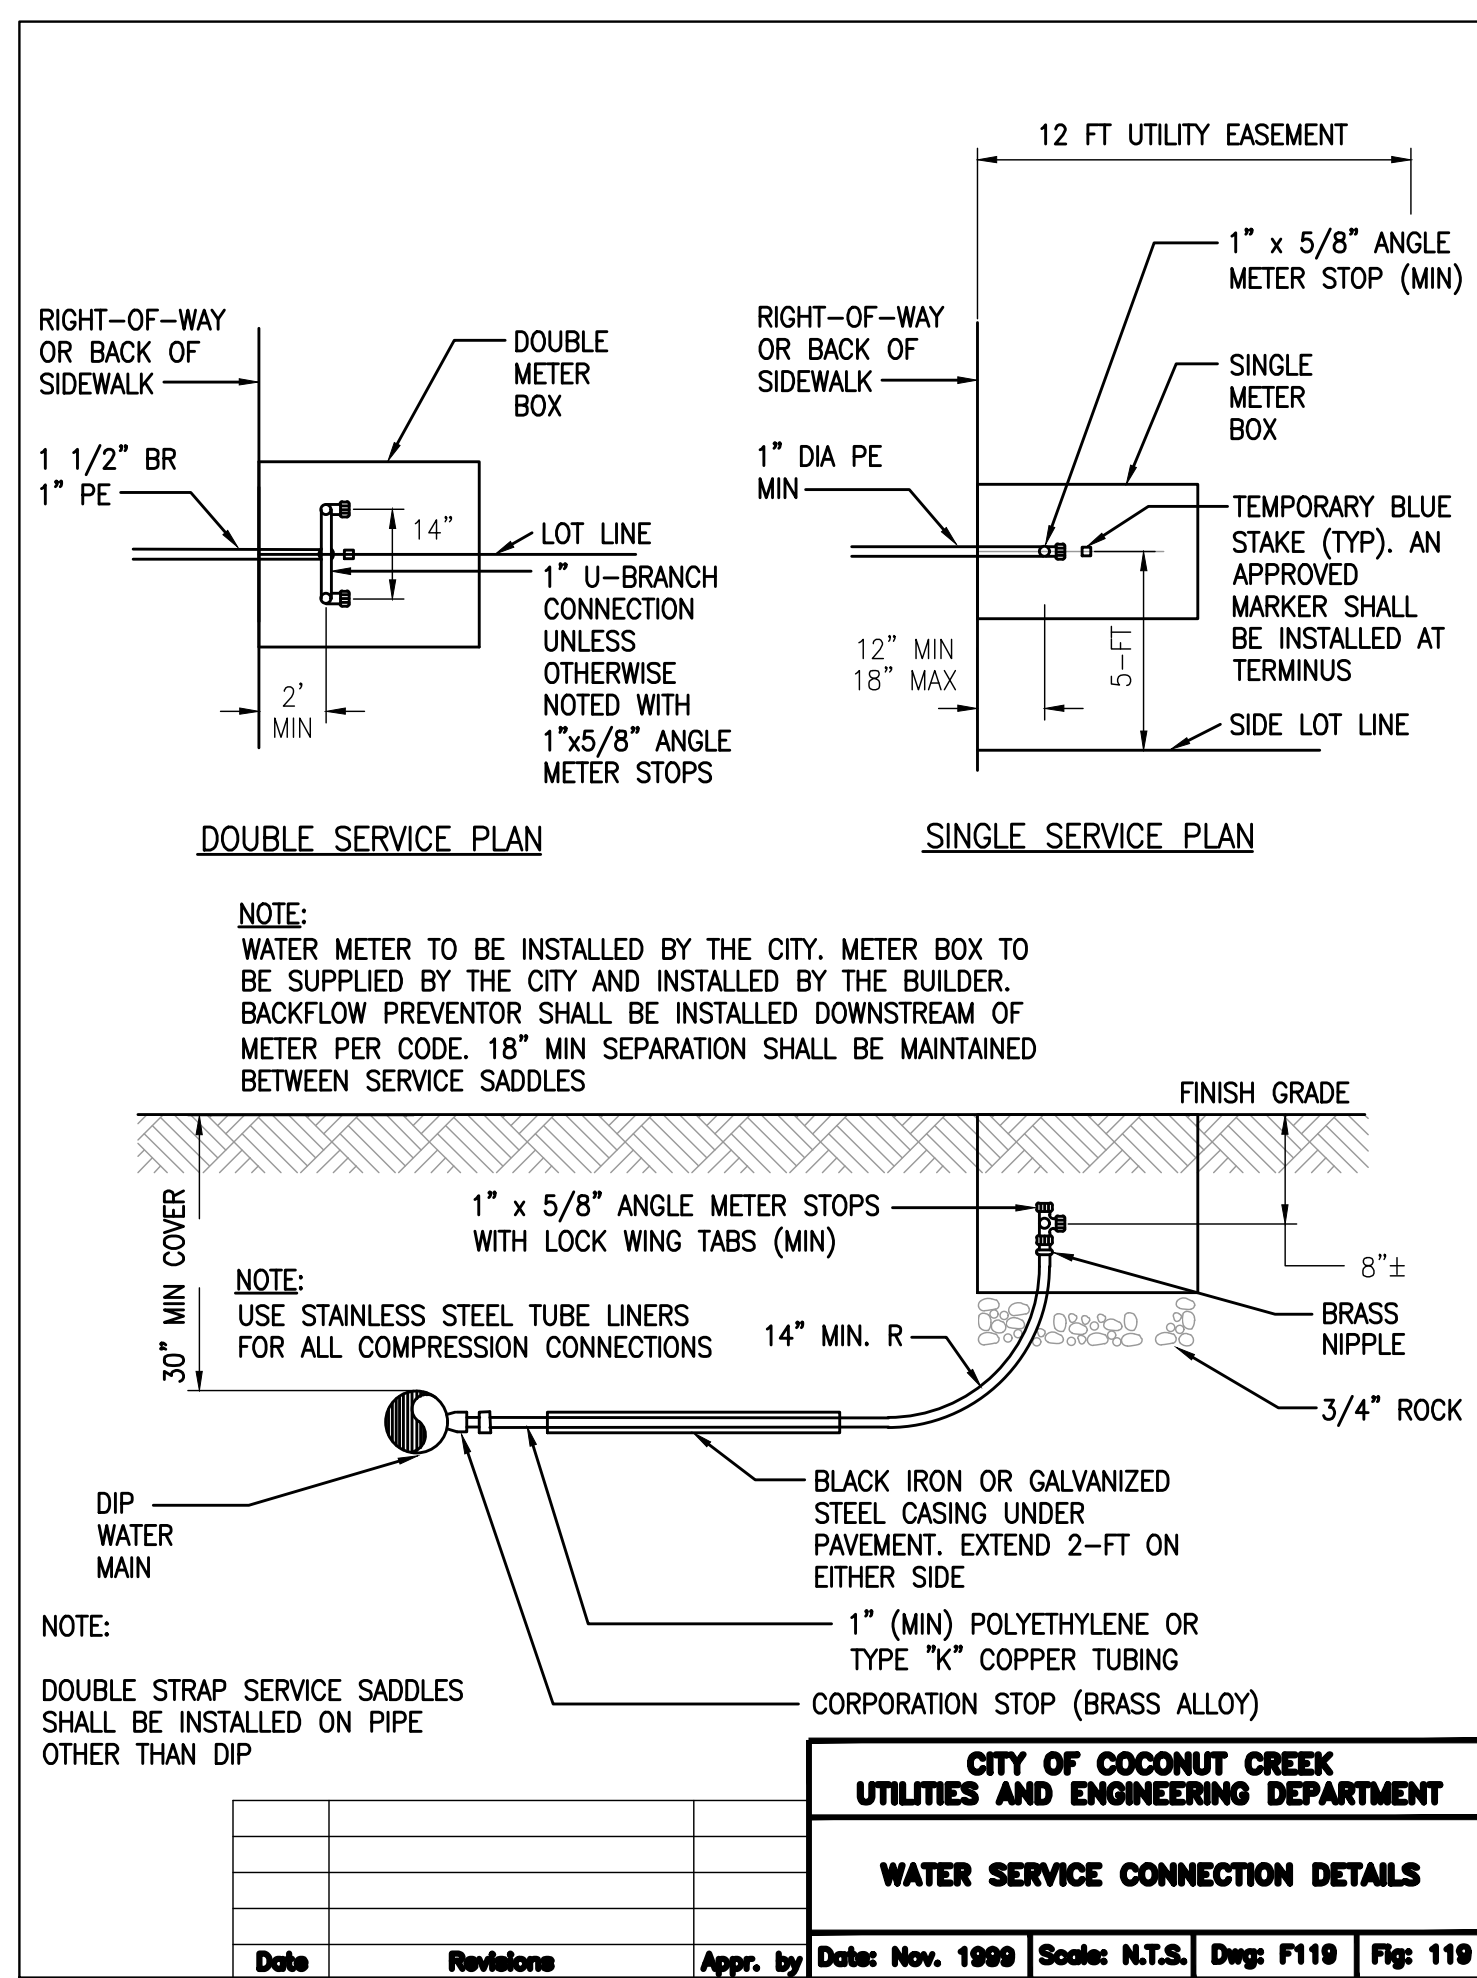 12 FT UTILITY EASEMENT
1" x 5/8" ANGLE
METER STOP (MIN)
RIGHT-OF-WAY
OR BACK OF
SIDEWALK
DOUBLE
METER
BOX
1 1/2" BR
1" PE
14"
LOT LINE
1" U-BRANCH
CONNECTION
UNLESS
OTHERWISE
NOTED WITH
1"x5/8" ANGLE
METER STOPS
2'
MIN
DOUBLE SERVICE PLAN
RIGHT-OF-WAY
OR BACK OF
SIDEWALK
SINGLE
METER
BOX
1" DIA PE
MIN
TEMPORARY BLUE
STAKE (TYP). AN
APPROVED
MARKER SHALL
BE INSTALLED AT
TERMINUS
12" MIN
18" MAX
5-FT
SIDE LOT LINE
SINGLE SERVICE PLAN
NOTE:
WATER METER TO BE INSTALLED BY THE CITY. METER BOX TO
BE SUPPLIED BY THE CITY AND INSTALLED BY THE BUILDER.
BACKFLOW PREVENTOR SHALL BE INSTALLED DOWNSTREAM OF
METER PER CODE. 18" MIN SEPARATION SHALL BE MAINTAINED
BETWEEN SERVICE SADDLES
FINISH GRADE
30" MIN COVER
1" x 5/8" ANGLE METER STOPS
WITH LOCK WING TABS (MIN)
8"±
NOTE:
USE STAINLESS STEEL TUBE LINERS
FOR ALL COMPRESSION CONNECTIONS
14" MIN. R
BRASS
NIPPLE
3/4" ROCK
DIP
WATER
MAIN
BLACK IRON OR GALVANIZED
STEEL CASING UNDER
PAVEMENT. EXTEND 2-FT ON
EITHER SIDE
1" (MIN) POLYETHYLENE OR
TYPE "K" COPPER TUBING
CORPORATION STOP (BRASS ALLOY)
NOTE:
DOUBLE STRAP SERVICE SADDLES
SHALL BE INSTALLED ON PIPE
OTHER THAN DIP
CITY OF COCONUT CREEK
UTILITIES AND ENGINEERING DEPARTMENT
WATER SERVICE CONNECTION DETAILS
Date Revisions Appr. by Date: Nov. 1999 Scale: N.T.S. Dwg: F119 Fig: 119